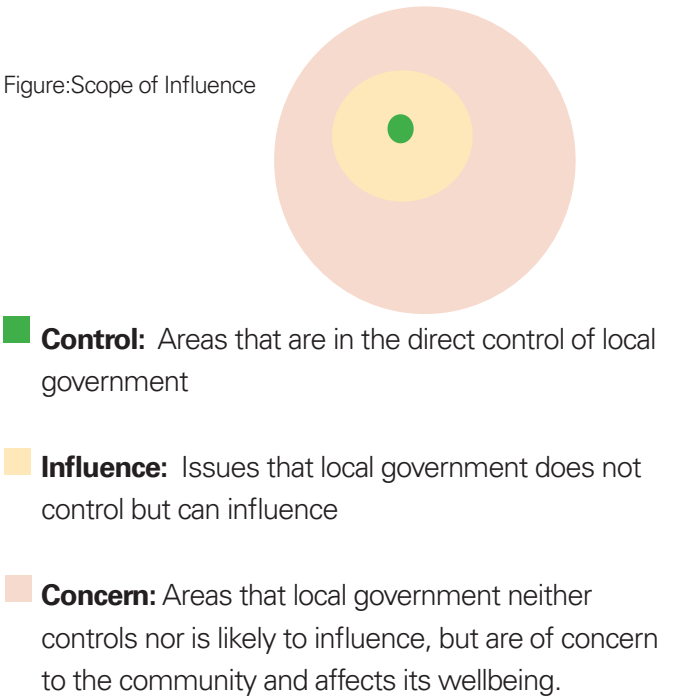 Figure:Scope of Influence
Control: Areas that are in the direct control of local
government
Influence: Issues that local government does not
control but can influence
Concern: Areas that local government neither
controls nor is likely to influence, but are of concern
to the community and affects its wellbeing.